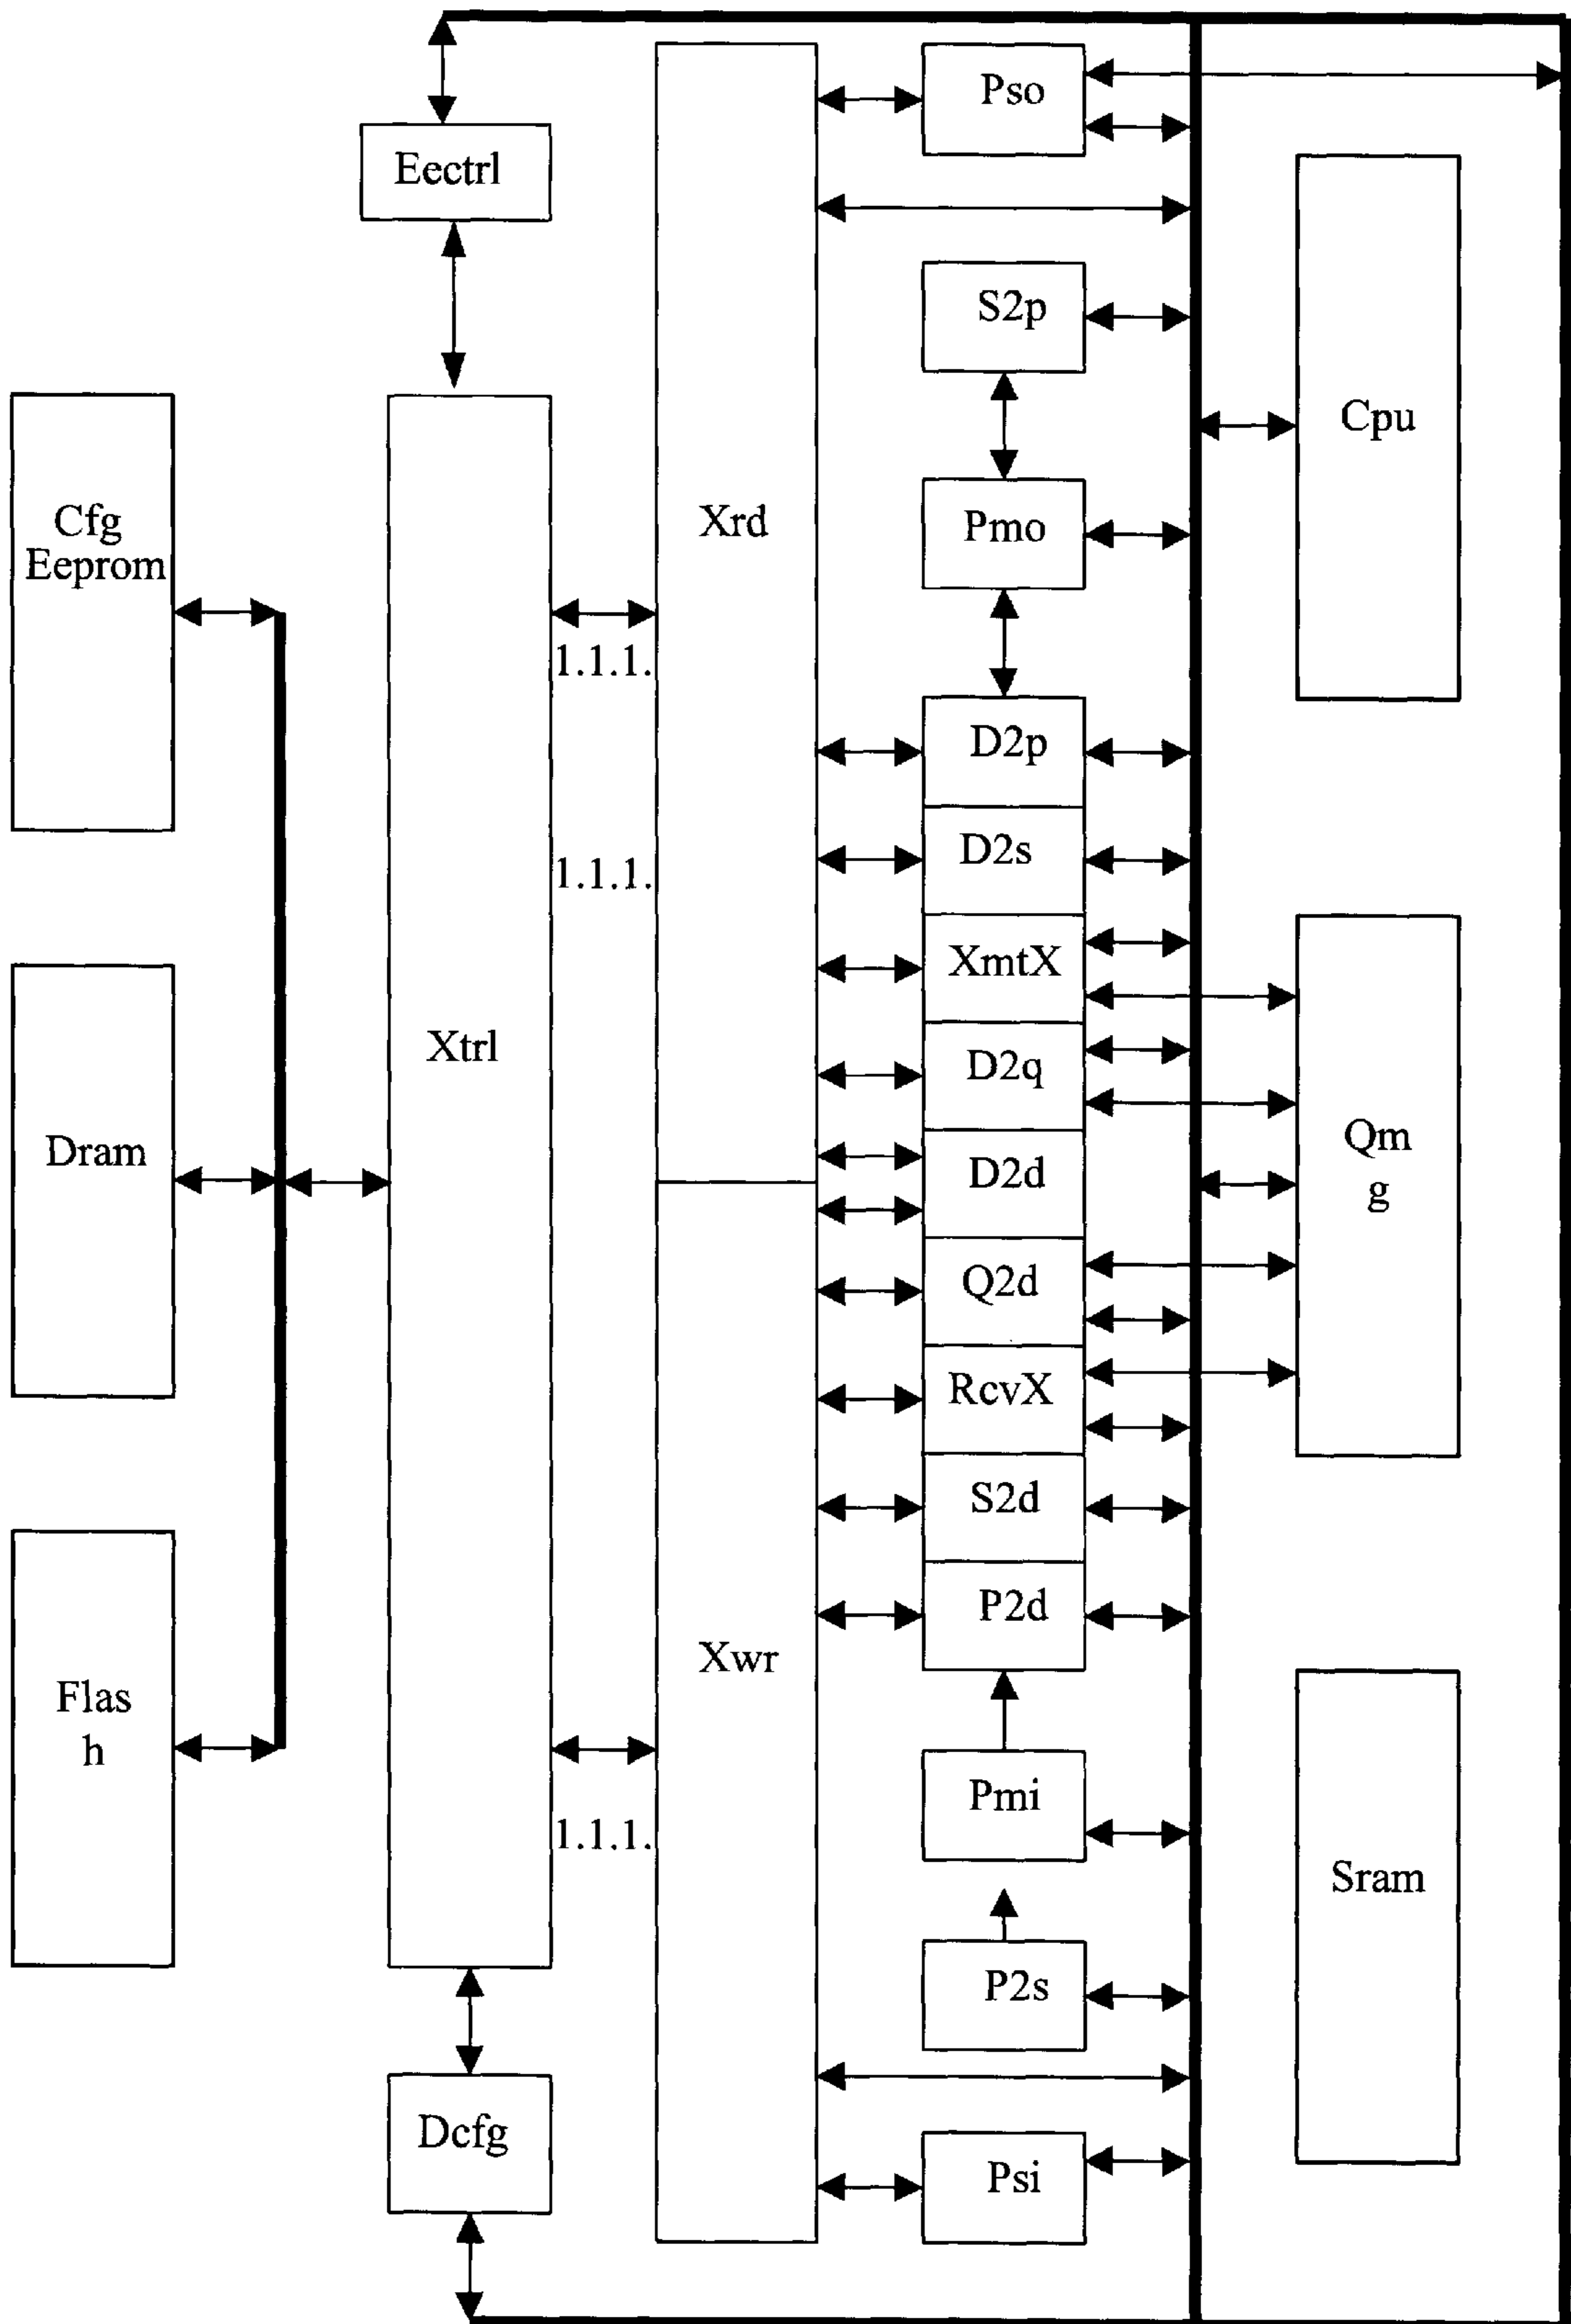 Pso
Eectrl
S2p
Cpu
Cfg
Eeprom
Xrd
Pmo
1.1.1.
D2p
D2s
1.1.1.
XmtX
Xtrl
D2q
Dram
D2d
Qm
g
Q2d
RcvX
S2d
P2d
Xwr
Flas
h
Pmi
1.1.1.
Sram
P2s
Dcfg
Psi